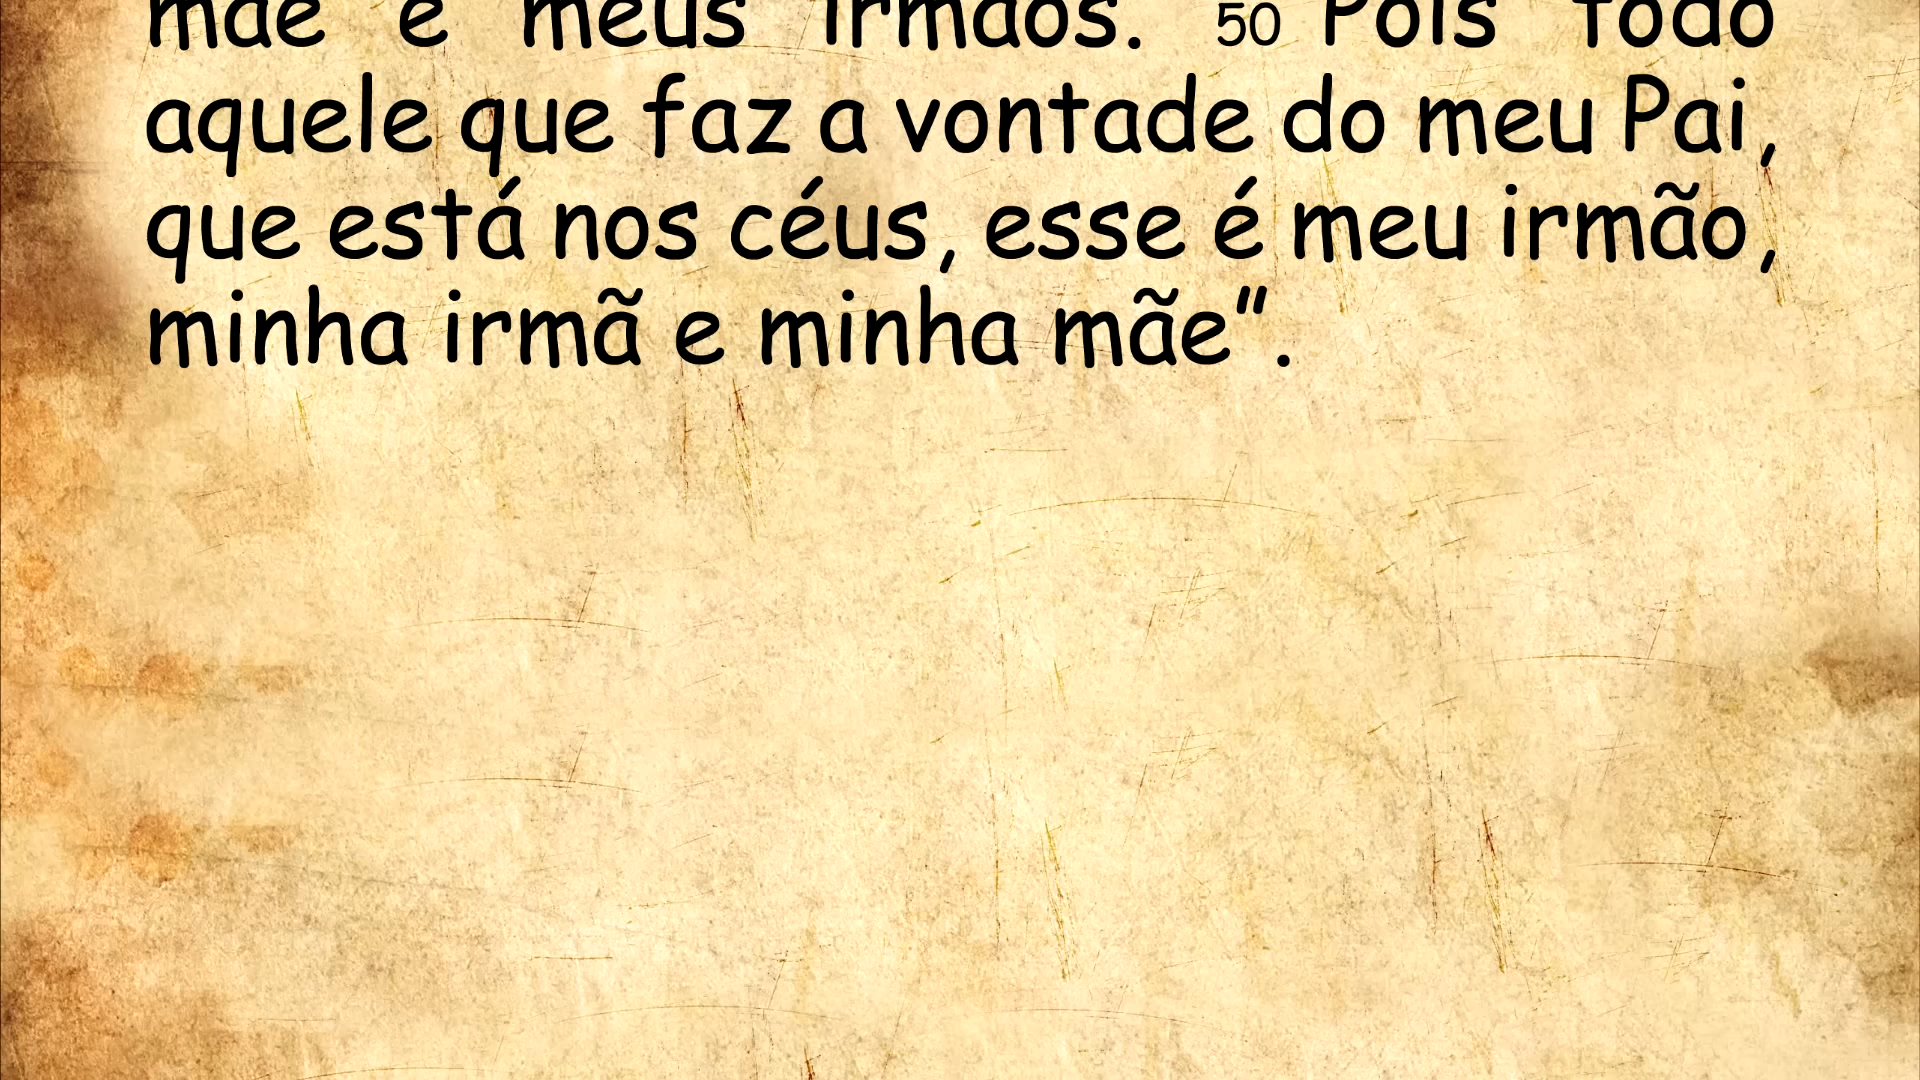 mãe e meus irmãos. 50 Pois todo
aquele que faz a vontade do meu Pai,
que está nos céus, esse é meu irmão,
minha irmã e minha mãe”.